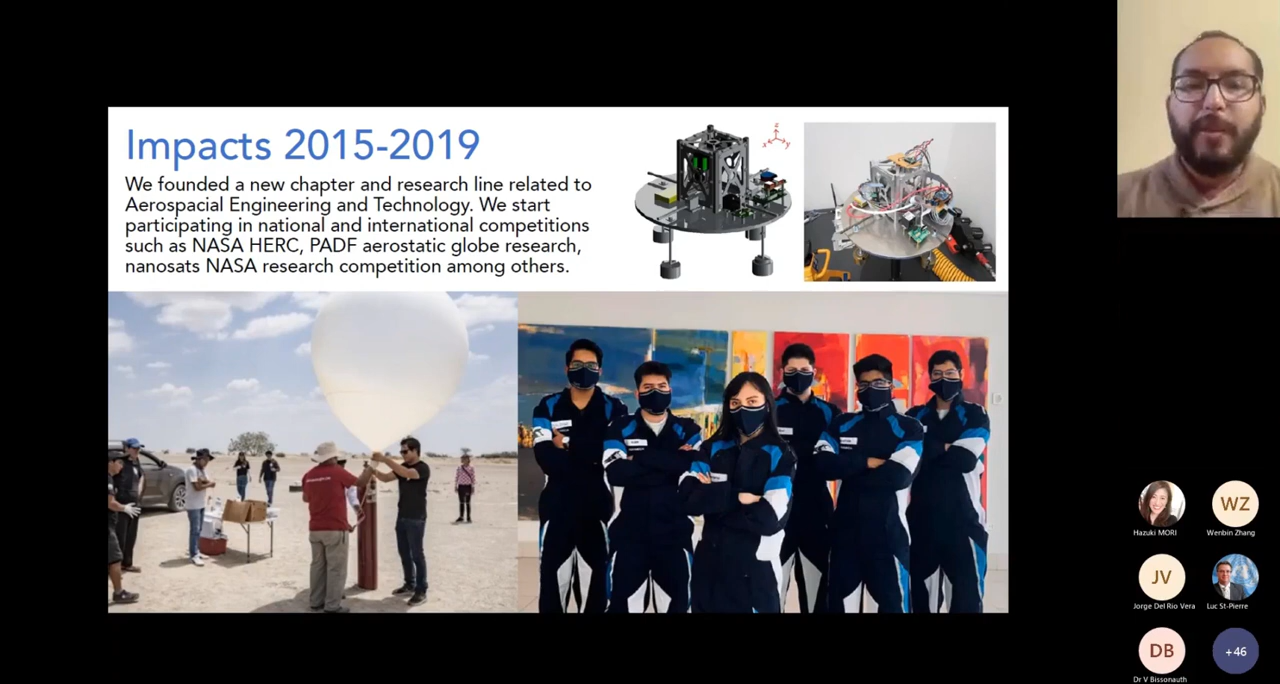 Impacts 2015-2019
We founded a new chapter and research line related to
Aerospacial Engineering and Technology. We start
participating in national and international competitions
such as NASA HERC, PADF aerostatic globe research,
nanosats NASA research competition among others.
z
x
y
Hazuki MORI
WZ
Wenbin Zhang
JV
Jorge Del Rio Vera
Luc St-Pierre
DB
Dr V Bissonauth
+46